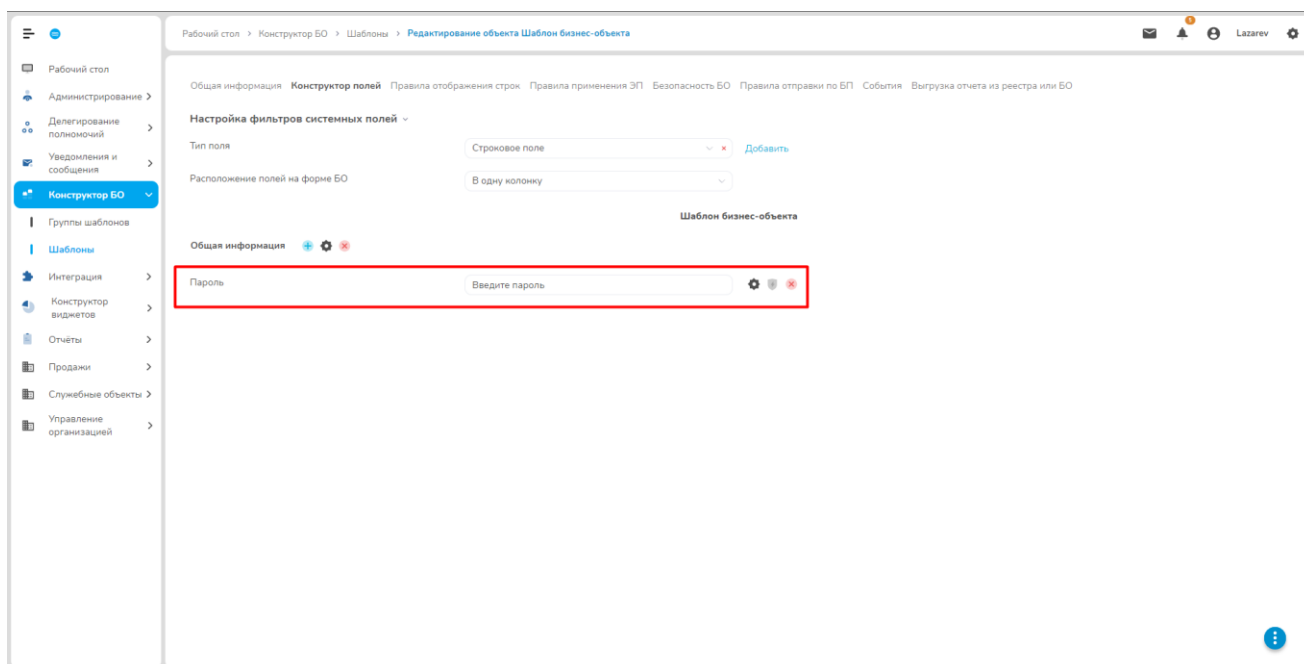 Рабочий стол > Конструктор БО > Шаблоны > Редактирование объекта Шаблон бизнес-объекта
1
Lazarev
Рабочий стол
Администрирование
Делегирование
полномочий
Уведомления и
сообщения
Конструктор БО
Группы шаблонов
Шаблоны
Интеграция
Конструктор
виджетов
Отчёты
Продажи
Служебные объекты
Управление
организацией
Общая информация Конструктор полей Правила отображения строк Правила применения ЭП Безопасность БО Правила отправки по БП События Выгрузка отчета из реестра или БО
Настройка фильтров системных полей
Тип поля Строковое поле Добавить
Расположение полей на форме БО В одну колонку
Шаблон бизнес-объекта
Общая информация
Пароль Введите пароль